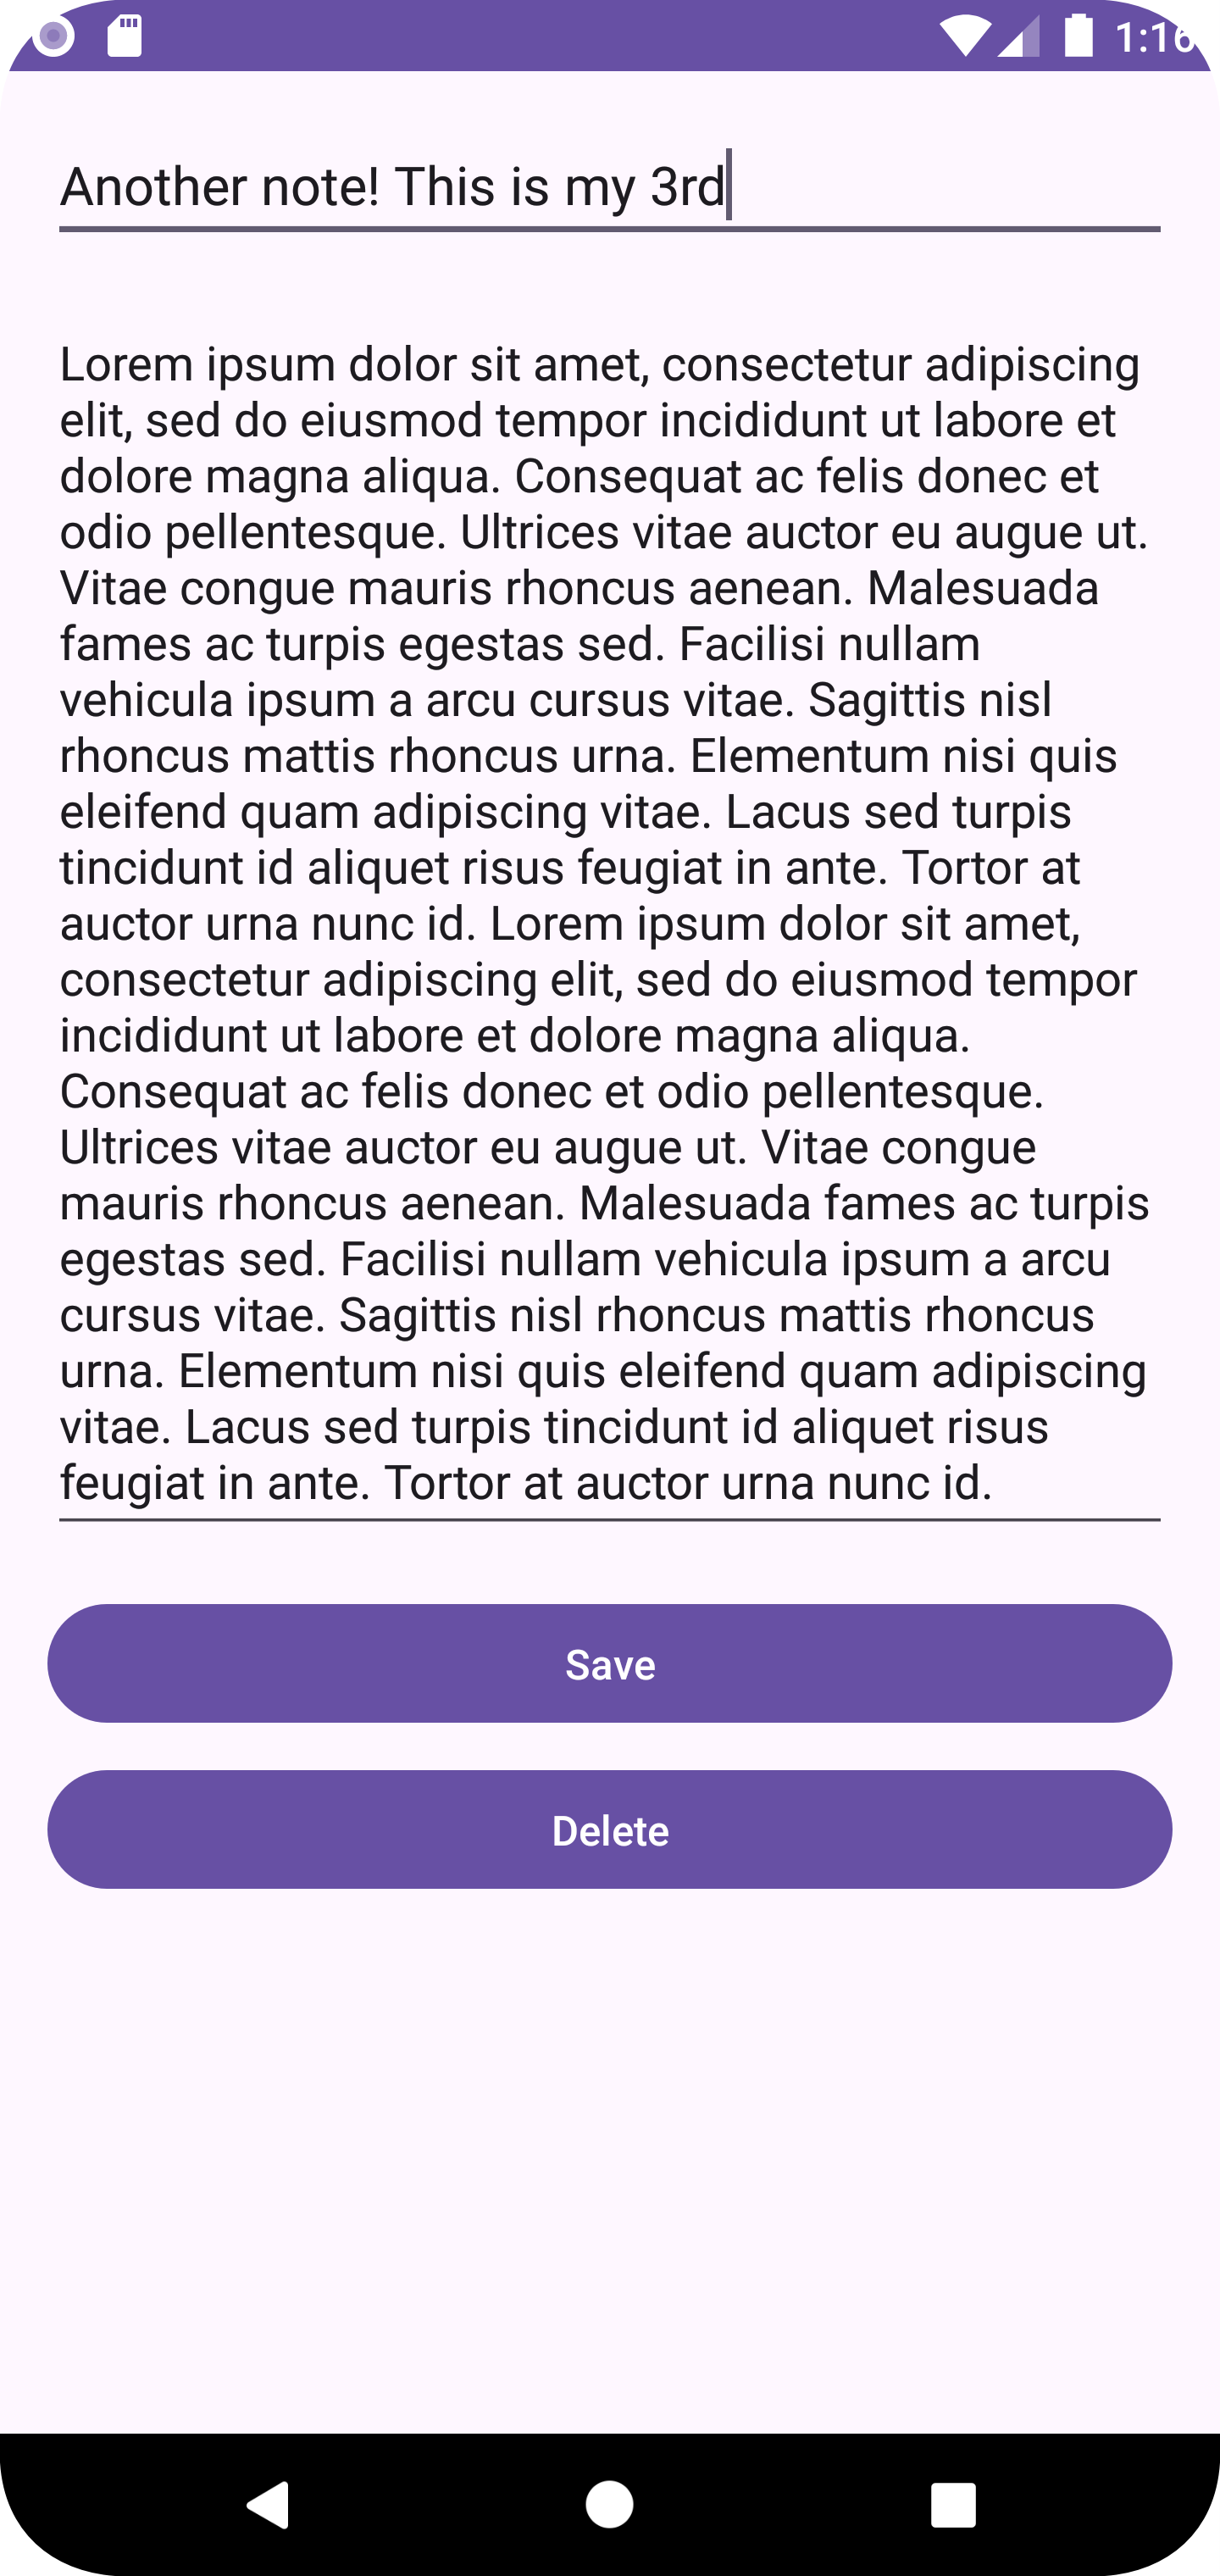 1:16
Another note! This is my 3rd
Lorem ipsum dolor sit amet, consectetur adipiscing
elit, sed do eiusmod tempor incididunt ut labore et
dolore magna aliqua. Consequat ac felis donec et
odio pellentesque. Ultrices vitae auctor eu augue ut.
Vitae congue mauris rhoncus aenean. Malesuada
fames ac turpis egestas sed. Facilisi nullam
vehicula ipsum a arcu cursus vitae. Sagittis nisl
rhoncus mattis rhoncus urna. Elementum nisi quis
eleifend quam adipiscing vitae. Lacus sed turpis
tincidunt id aliquet risus feugiat in ante. Tortor at
auctor urna nunc id. Lorem ipsum dolor sit amet,
consectetur adipiscing elit, sed do eiusmod tempor
incididunt ut labore et dolore magna aliqua.
Consequat ac felis donec et odio pellentesque.
Ultrices vitae auctor eu augue ut. Vitae congue
mauris rhoncus aenean. Malesuada fames ac turpis
egestas sed. Facilisi nullam vehicula ipsum a arcu
cursus vitae. Sagittis nisl rhoncus mattis rhoncus
urna. Elementum nisi quis eleifend quam adipiscing
vitae. Lacus sed turpis tincidunt id aliquet risus
feugiat in ante. Tortor at auctor urna nunc id.
Save
Delete